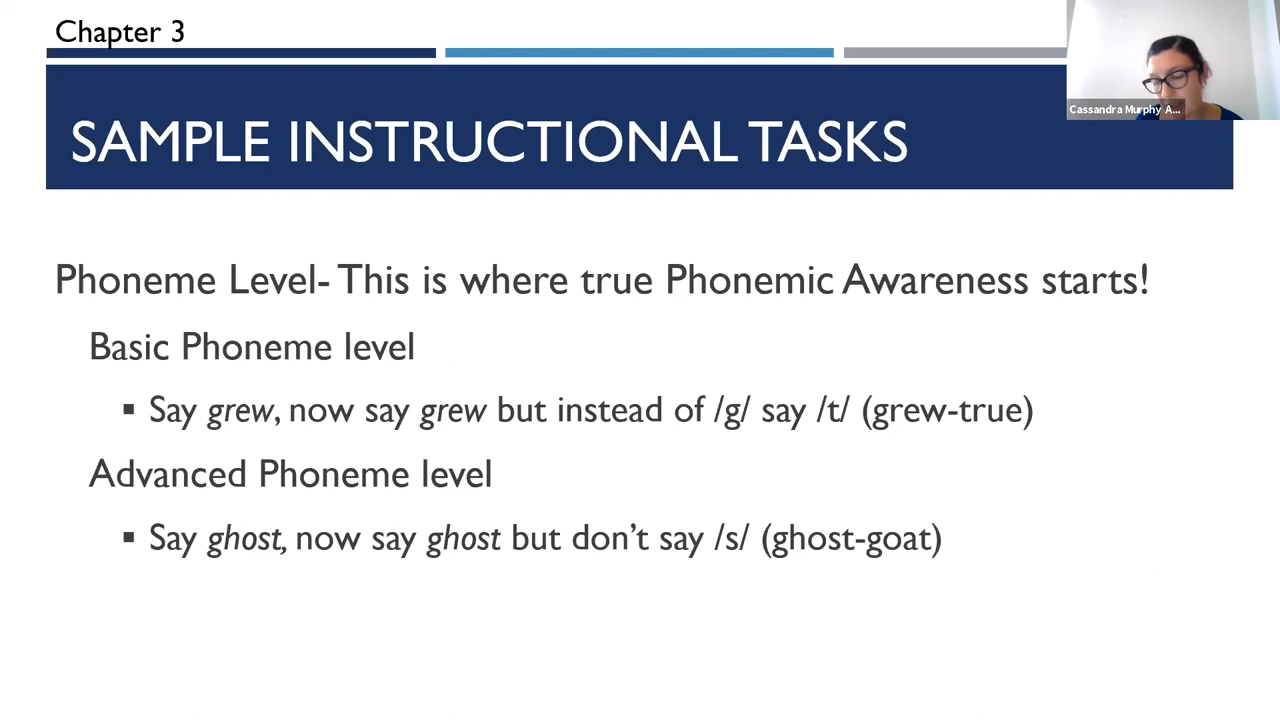 Chapter 3
Cassandra Murphy A...
SAMPLE INSTRUCTIONAL TASKS
Phoneme Level- This is where true Phonemic Awareness starts!
Basic Phoneme level
▪ Say grew, now say grew but instead of /g/ say /t/ (grew-true)
Advanced Phoneme level
▪ Say ghost, now say ghost but don’t say /s/ (ghost-goat)